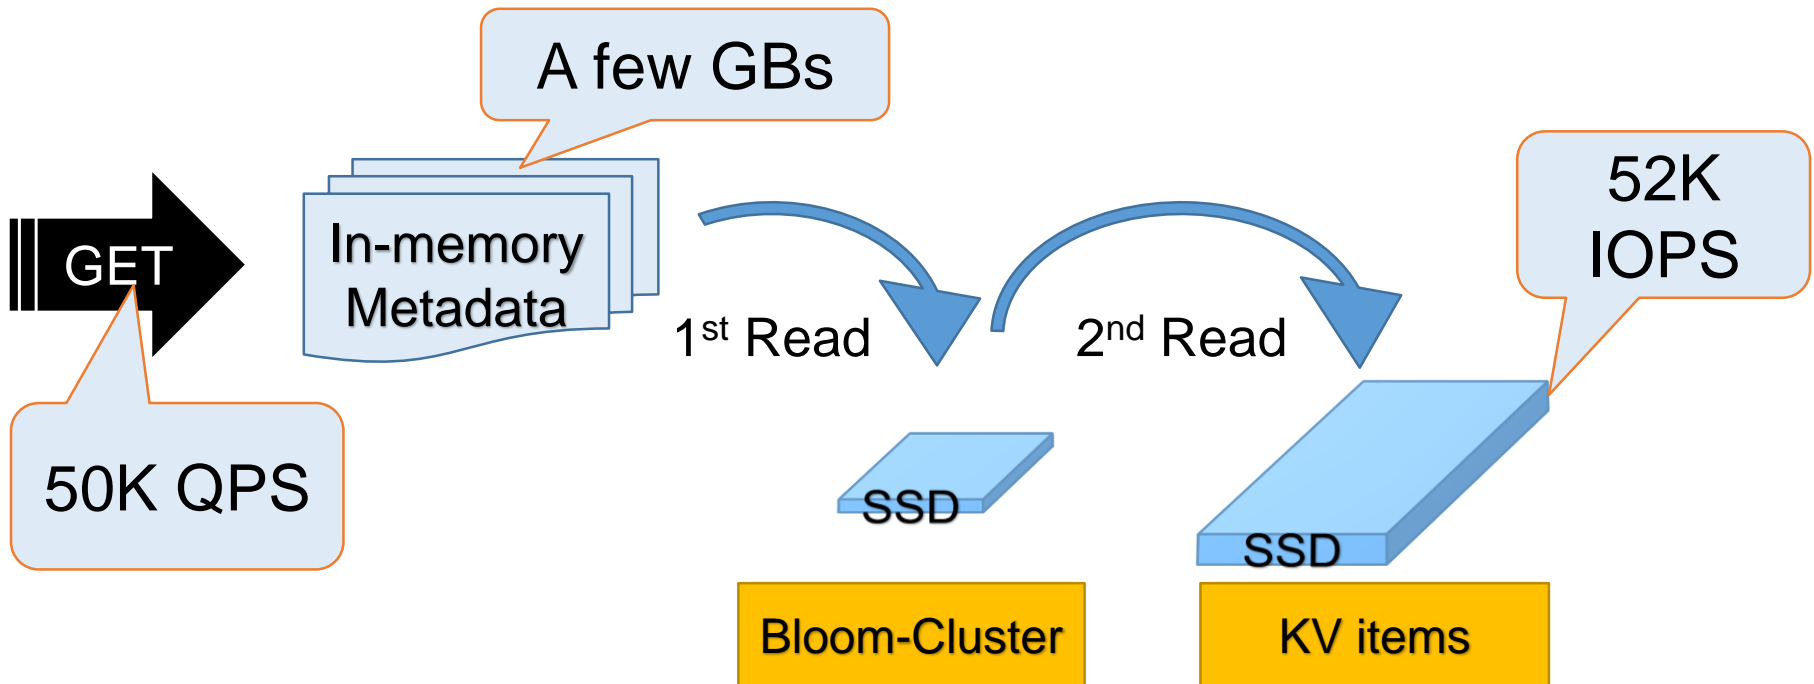 A few GBs
52K
IOPS
GET
In-memory
Metadata
1st Read
2nd Read
50K QPS
SSD
SSD
Bloom-Cluster
KV items